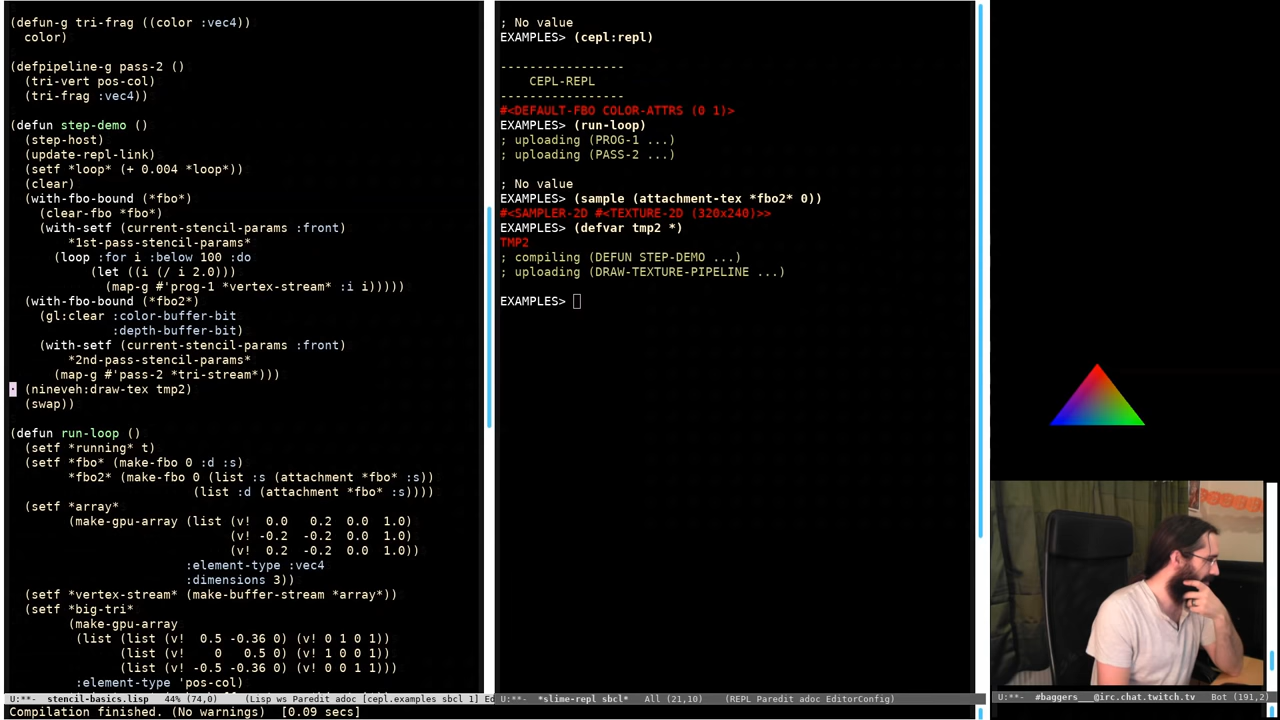 (defun-g tri-frag ((color :vec4))
  color)
(defpipeline-g pass-2 ()
  (tri-vert pos-col)
  (tri-frag :vec4))
(defun step-demo ()
  (step-host)
  (update-repl-link)
  (setf *loop* (+ 0.004 *loop*))
  (clear)
  (with-fbo-bound (*fbo*)
    (clear-fbo *fbo*)
    (with-setf (current-stencil-params :front)
        *1st-pass-stencil-params*
      (loop :for i :below 100 :do
           (let ((i (/ i 2.0)))
             (map-g #'prog-1 *vertex-stream* :i i)))))
  (with-fbo-bound (*fbo2*)
    (gl:clear :color-buffer-bit
              :depth-buffer-bit)
    (with-setf (current-stencil-params :front)
        *2nd-pass-stencil-params*
      (map-g #'pass-2 *tri-stream*)))
  (nineveh:draw-tex tmp2)
  (swap))
(defun run-loop ()
  (setf *running* t)
  (setf *fbo* (make-fbo 0 :d :s)
        *fbo2* (make-fbo 0 (list :s (attachment *fbo* :s))
                         (list :d (attachment *fbo* :s))))
  (setf *array*
        (make-gpu-array (list (v!  0.0   0.2  0.0  1.0)
                              (v! -0.2  -0.2  0.0  1.0)
                              (v!  0.2  -0.2  0.0  1.0))
                        :element-type :vec4
                        :dimensions 3))
  (setf *vertex-stream* (make-buffer-stream *array*))
  (setf *big-tri*
        (make-gpu-array
         (list (list (v!  0.5 -0.36 0) (v! 0 1 0 1))
               (list (v!    0   0.5 0) (v! 1 0 0 1))
               (list (v! -0.5 -0.36 0) (v! 0 0 1 1)))
         :element-type 'pos-col)
U:**-  stencil-basics.lisp   44% (74,0)     (Lisp ws Paredit adoc [cepl.examples sbcl 1] Ed
Compilation finished. (No warnings)  [0.09 secs]
; No value
EXAMPLES> (cepl:repl)
-----------------
    CEPL-REPL
-----------------
#<DEFAULT-FBO COLOR-ATTRS (0 1)>
EXAMPLES> (run-loop)
; uploading (PROG-1 ...)
; uploading (PASS-2 ...)
; No value
EXAMPLES> (sample (attachment-tex *fbo2* 0))
#<SAMPLER-2D #<TEXTURE-2D (320x240)>>
EXAMPLES> (defvar tmp2 *)
TMP2
; compiling (DEFUN STEP-DEMO ...)
; uploading (DRAW-TEXTURE-PIPELINE ...)
EXAMPLES>
U:**-  *slime-repl sbcl*   All (21,10)     (REPL Paredit adoc EditorConfig)
U:**-  #baggers___@irc.chat.twitch.tv   Bot (191,2)